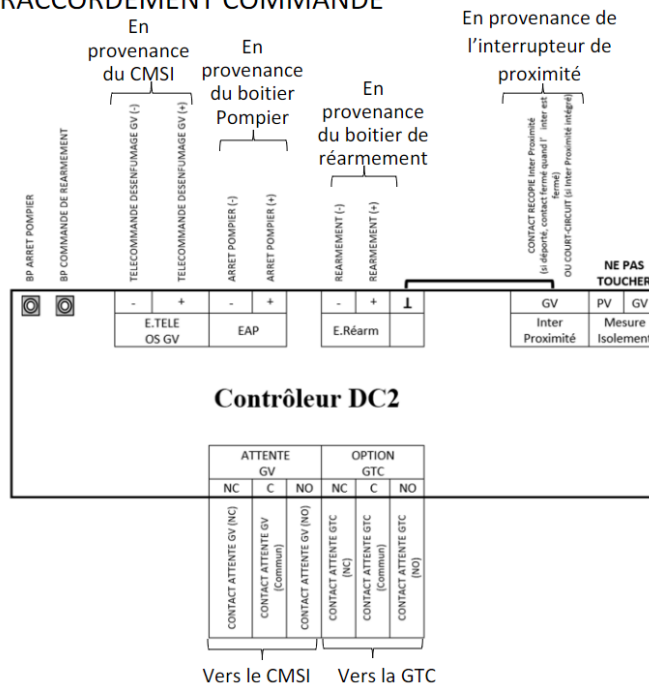 RACCORDEMENT COMMANDE
En
provenance
du CMSI
En
provenance
du boitier
Pompier
En
provenance
du boitier de
réarmement
En provenance de
l'interrupteur de
proximité
BP ARRET POMPIER
BP COMMANDE DE REARMEMENT
TELECOMMANDE DESENFUMAGE GV (-)
TELECOMMANDE DESENFUMAGE GV (+)
ARRET POMPIER (-)
ARRET POMPIER (+)
REARMEMENT (-)
REARMEMENT (+)
CONTACT RECOPIE Inter Proximité
(si déporté, contact fermé quand l' inter est
fermé)
OU COURT-CIRCUIT (si Inter Proximité intégré)
NE PAS
TOUCHER
- + - + - + GV PV GV
E.TELE
OS GV
EAP
E.Réarm
Inter
Proximité
Mesure
Isolement
Contrôleur DC2
ATTENTE
GV
OPTION
GTC
NC C NO NC C NO
CONTACT ATTENTE GV (NC)
CONTACT ATTENTE GV
(Commun)
CONTACT ATTENTE GV (NO)
CONTACT ATTENTE GTC
(NC)
CONTACT ATTENTE GTC
(Commun)
CONTACT ATTENTE GTC
(NO)
Vers le CMSI
Vers la GTC